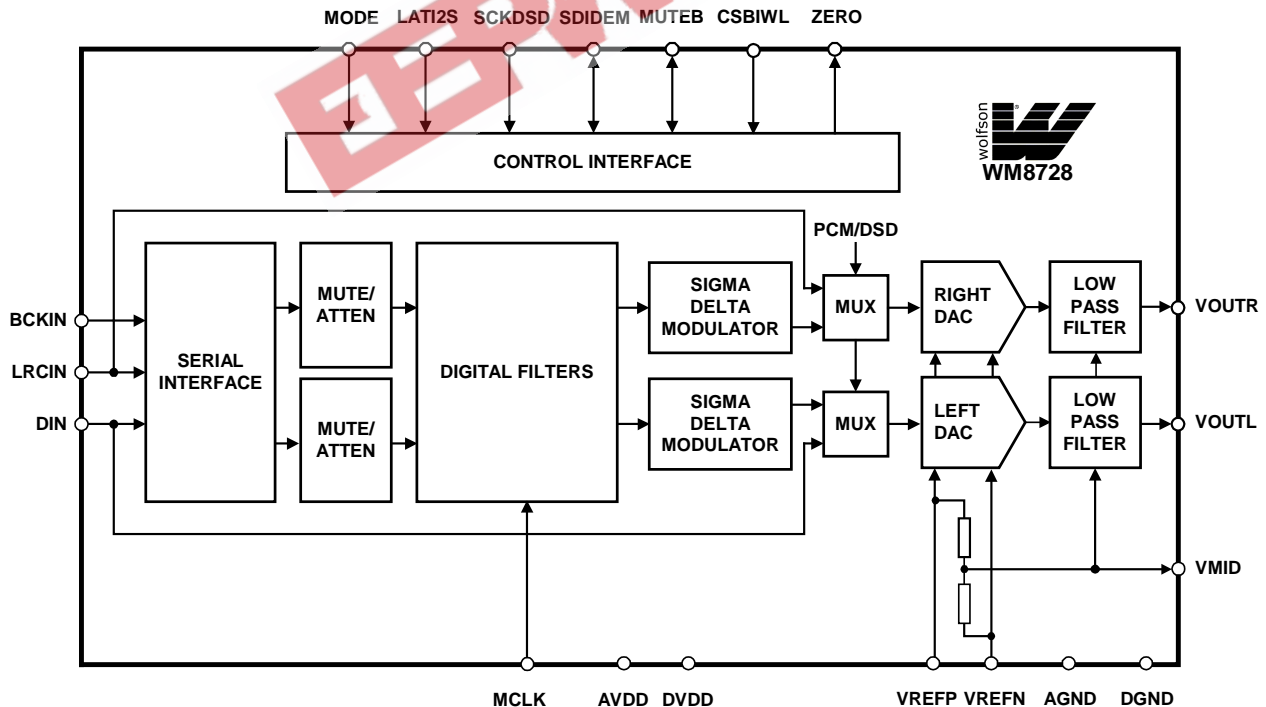 MODE LATI2S SCKDSD SDIDEM MUTEB CSBIWL ZERO
CONTROL INTERFACE
wolfson
WM8728
PCM/DSD
BCKIN
LRCIN
DIN
SERIAL
INTERFACE
MUTE/
ATTEN
MUTE/
ATTEN
DIGITAL FILTERS
SIGMA
DELTA
MODULATOR
SIGMA
DELTA
MODULATOR
MUX
MUX
RIGHT
DAC
LEFT
DAC
LOW
PASS
FILTER
LOW
PASS
FILTER
VOUTR
VOUTL
VMID
MCLK AVDD DVDD VREFP VREFN AGND DGND